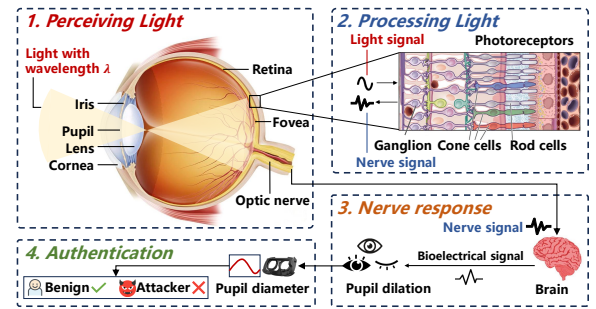 1. Perceiving Light
Light with
wavelength λ
Iris
Pupil
Lens
Cornea
Retina
Fovea
Optic nerve
2. Processing Light
Light signal
Photoreceptors
Ganglion Cone cells Rod cells
Nerve signal
3. Nerve response
Nerve signal
Bioelectrical signal
Pupil dilation
Brain
4. Authentication
Benign
Attacker
Pupil diameter